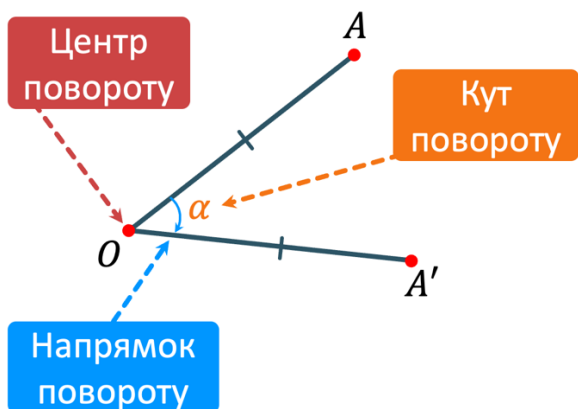 Центр
повороту
A
Кут
повороту
α
O
A′
Напрямок
повороту